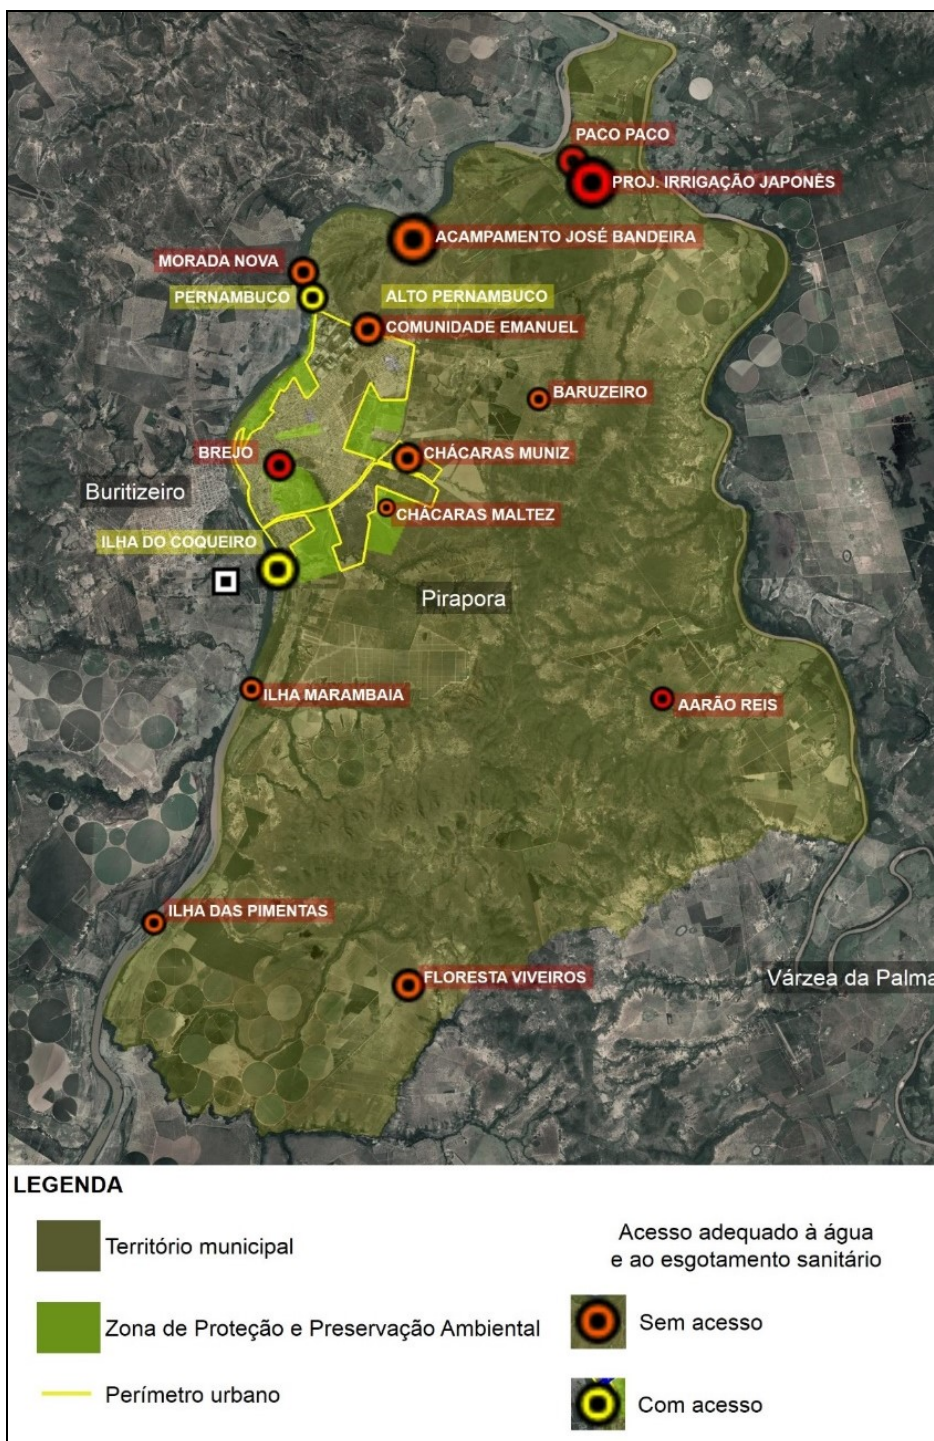 PACO PACO
PROJ. IRRIGAÇÃO JAPONÊS
ACAMPAMENTO JOSÉ BANDEIRA
MORADA NOVA
PERNAMBUCO
ALTO PERNAMBUCO
COMUNIDADE EMANUEL
BARUZEIRO
BREJO
CHÁCARAS MUNIZ
Buritizeiro
CHÁCARAS MALTEZ
ILHA DO COQUEIRO
Pirapora
ILHA MARAMBAIA
AARÃO REIS
ILHA DAS PIMENTAS
FLORESTA VIVEIROS
Várzea da Palma
LEGENDA
Território municipal
Zona de Proteção e Preservação Ambiental
Perímetro urbano
Acesso adequado à água
e ao esgotamento sanitário
Sem acesso
Com acesso